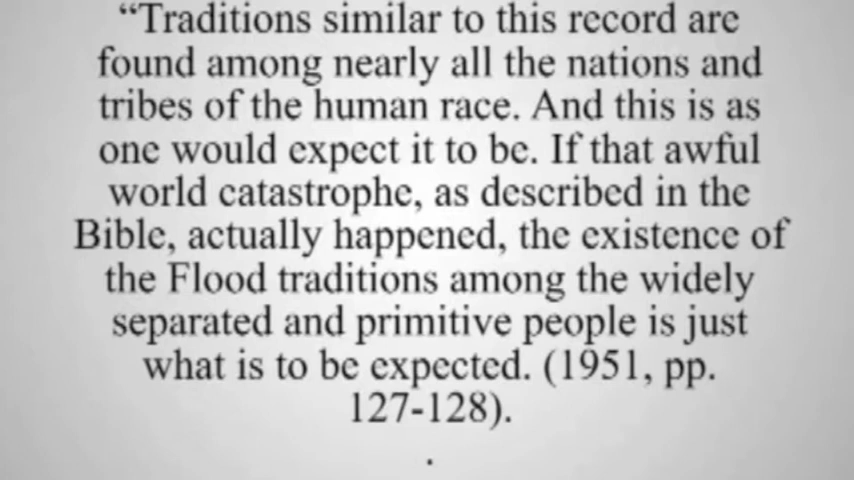 “Traditions similar to this record are
found among nearly all the nations and
tribes of the human race. And this is as
one would expect it to be. If that awful
world catastrophe, as described in the
Bible, actually happened, the existence of
the Flood traditions among the widely
separated and primitive people is just
what is to be expected. (1951, pp.
127-128).
.